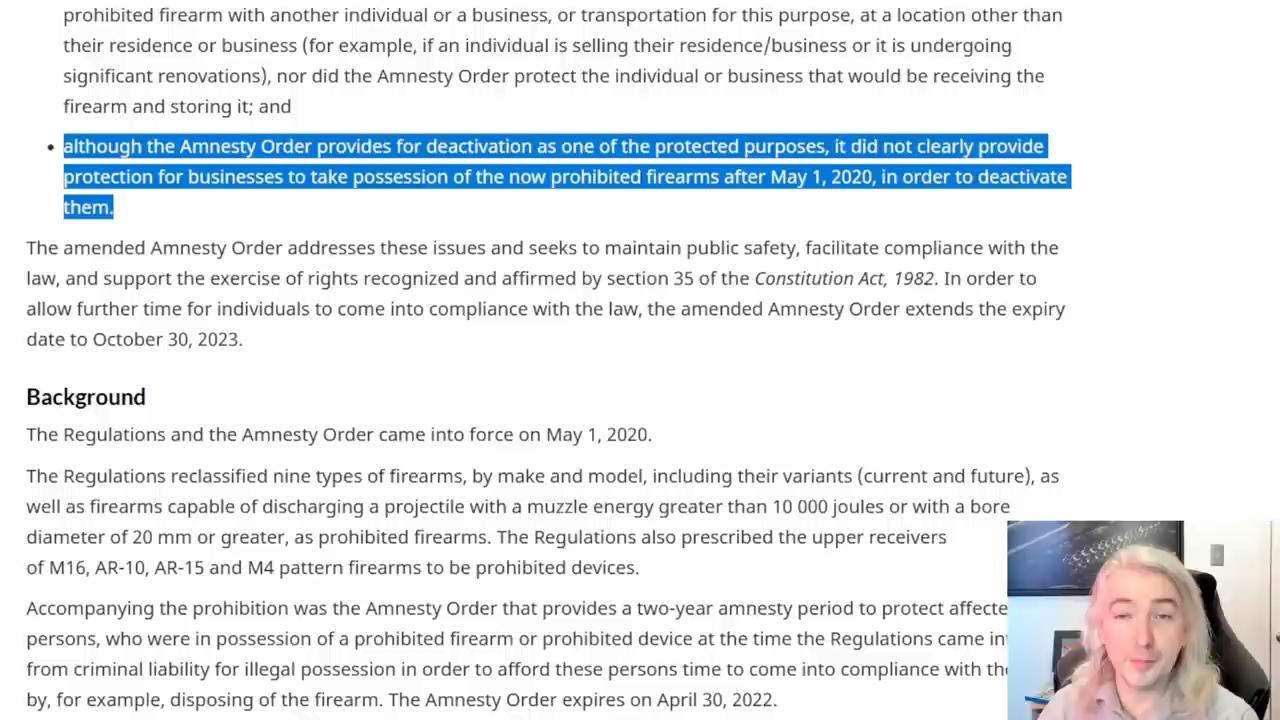 prohibited firearm with another individual or a business, or transportation for this purpose, at a location other than
their residence or business (for example, if an individual is selling their residence/business or it is undergoing
significant renovations), nor did the Amnesty Order protect the individual or business that would be receiving the
firearm and storing it; and
• although the Amnesty Order provides for deactivation as one of the protected purposes, it did not clearly provide
protection for businesses to take possession of the now prohibited firearms after May 1, 2020, in order to deactivate
them.
The amended Amnesty Order addresses these issues and seeks to maintain public safety, facilitate compliance with the
law, and support the exercise of rights recognized and affirmed by section 35 of the Constitution Act, 1982. In order to
allow further time for individuals to come into compliance with the law, the amended Amnesty Order extends the expiry
date to October 30, 2023.
Background
The Regulations and the Amnesty Order came into force on May 1, 2020.
The Regulations reclassified nine types of firearms, by make and model, including their variants (current and future), as
well as firearms capable of discharging a projectile with a muzzle energy greater than 10 000 joules or with a bore
diameter of 20 mm or greater, as prohibited firearms. The Regulations also prescribed the upper receivers
of M16, AR-10, AR-15 and M4 pattern firearms to be prohibited devices.
Accompanying the prohibition was the Amnesty Order that provides a two-year amnesty period to protect affecte
persons, who were in possession of a prohibited firearm or prohibited device at the time the Regulations came in
from criminal liability for illegal possession in order to afford these persons time to come into compliance with th
by, for example, disposing of the firearm. The Amnesty Order expires on April 30, 2022.